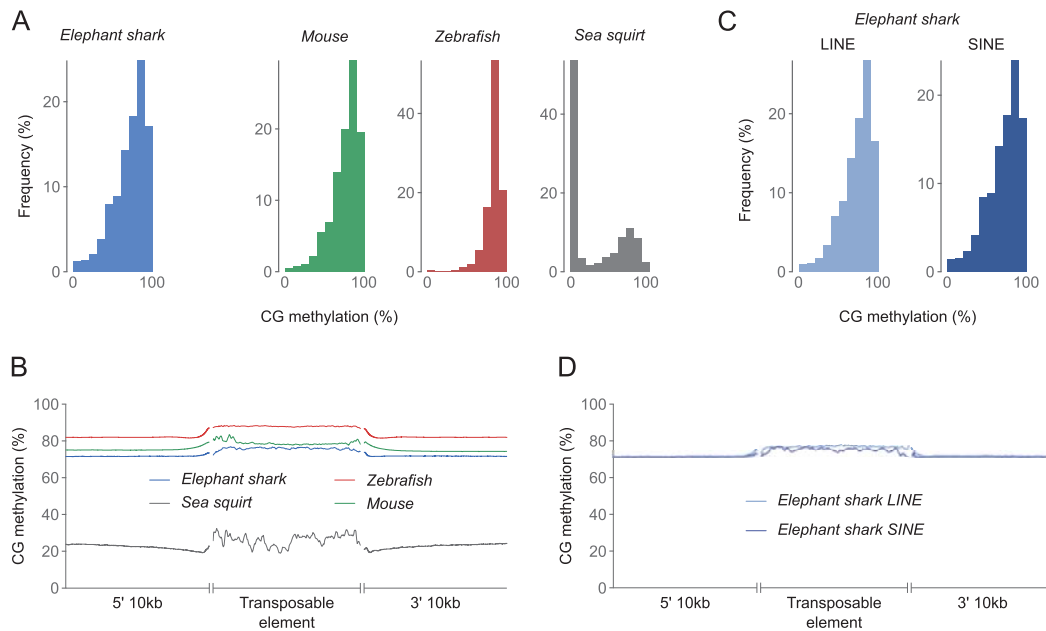 A
Elephant shark
Mouse
Zebrafish
Sea squirt
Frequency (%)
20
10
0
0
100
20
10
0
0
100
40
20
0
0
100
40
20
0
0
100
CG methylation (%)
C
Elephant shark
LINE
SINE
Frequency (%)
20
10
0
0
100
20
10
0
0
100
CG methylation (%)
B
CG methylation (%)
100
80
60
40
20
0
Elephant shark
Zebrafish
Sea squirt
Mouse
5' 10kb
Transposable
element
3' 10kb
D
CG methylation (%)
100
80
60
40
20
0
Elephant shark LINE
Elephant shark SINE
5' 10kb
Transposable
element
3' 10kb